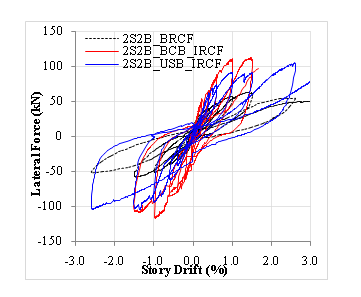 150
100
50
0
-50
-100
-150
Lateral Force (kN)
2S2B_BRCF
2S2B_BCB_IRCF
2S2B_USB_IRCF
-3.0 -2.0 -1.0 0.0 1.0 2.0 3.0
Story Drift (%)